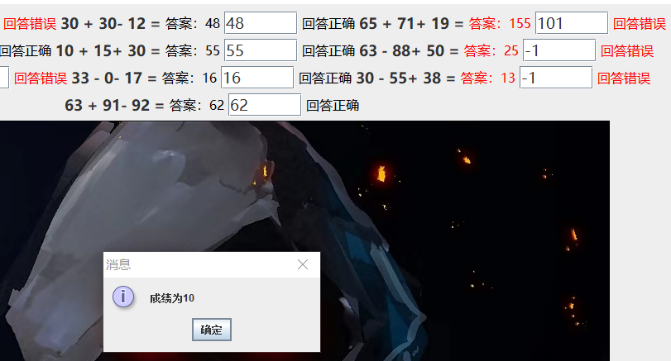 回答错误 30 + 30- 12 = 答案：48 48 回答正确 65 + 71+ 19 = 答案：155 101 回答错误
回答正确 10 + 15+ 30 = 答案：55 55 回答正确 63 - 88+ 50 = 答案：25 -1 回答错误
回答错误 33 - 0- 17 = 答案：16 16 回答正确 30 - 55+ 38 = 答案：13 -1 回答错误
63 + 91- 92 = 答案：62 62 回答正确
消息
成绩为10
确定